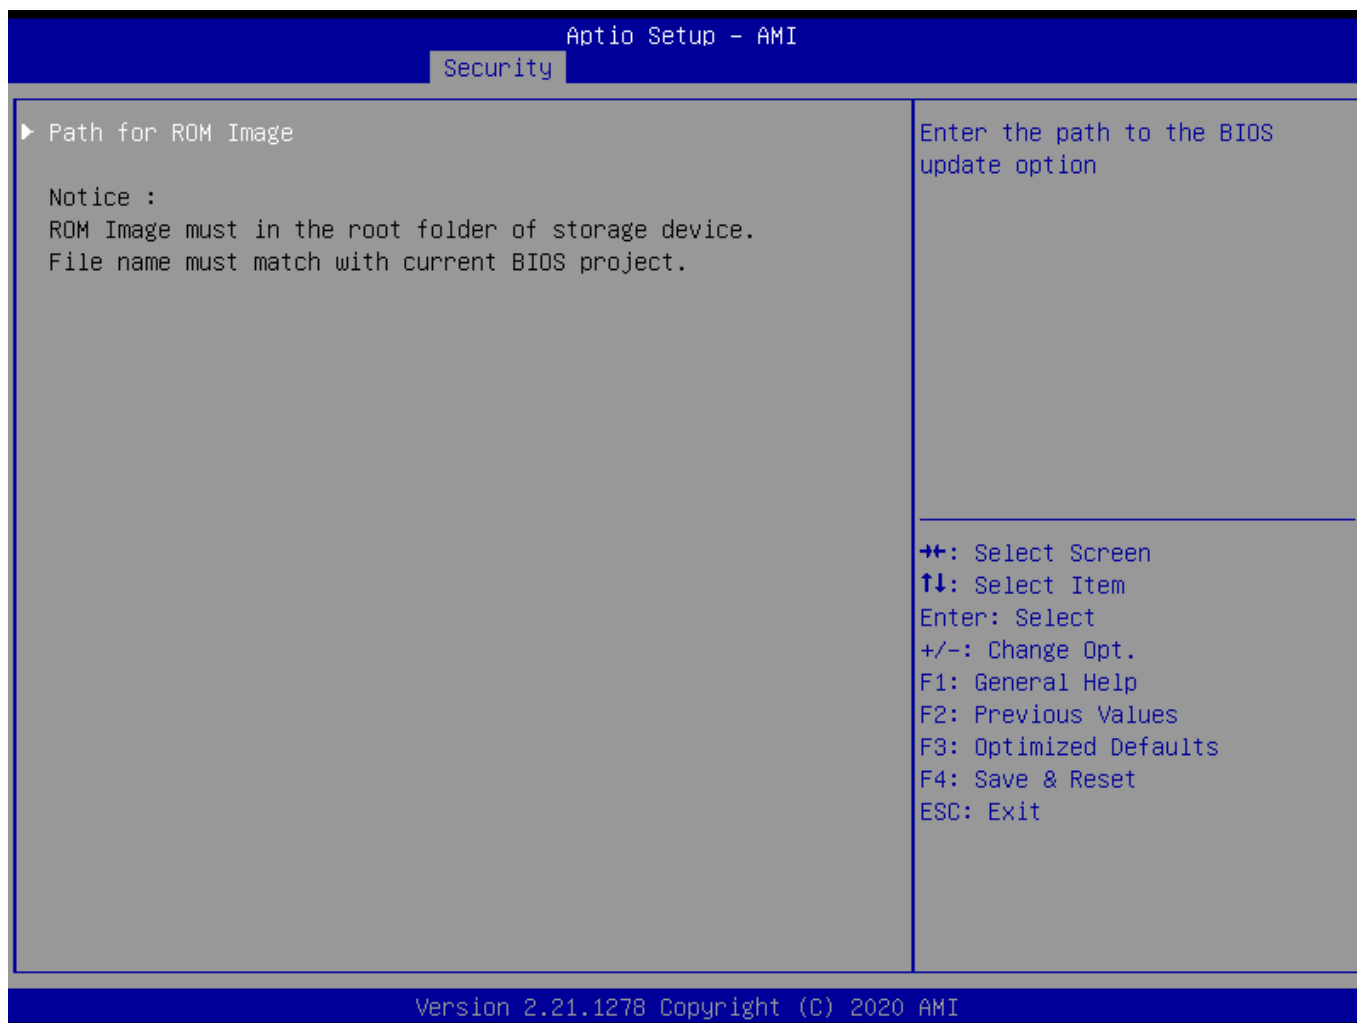 Aptio Setup – AMI
Security
▶ Path for ROM Image
Notice :
ROM Image must in the root folder of storage device.
File name must match with current BIOS project.
Enter the path to the BIOS
update option
→←: Select Screen
↑↓: Select Item
Enter: Select
+/-: Change Opt.
F1: General Help
F2: Previous Values
F3: Optimized Defaults
F4: Save & Reset
ESC: Exit
Version 2.21.1278 Copyright (C) 2020 AMI